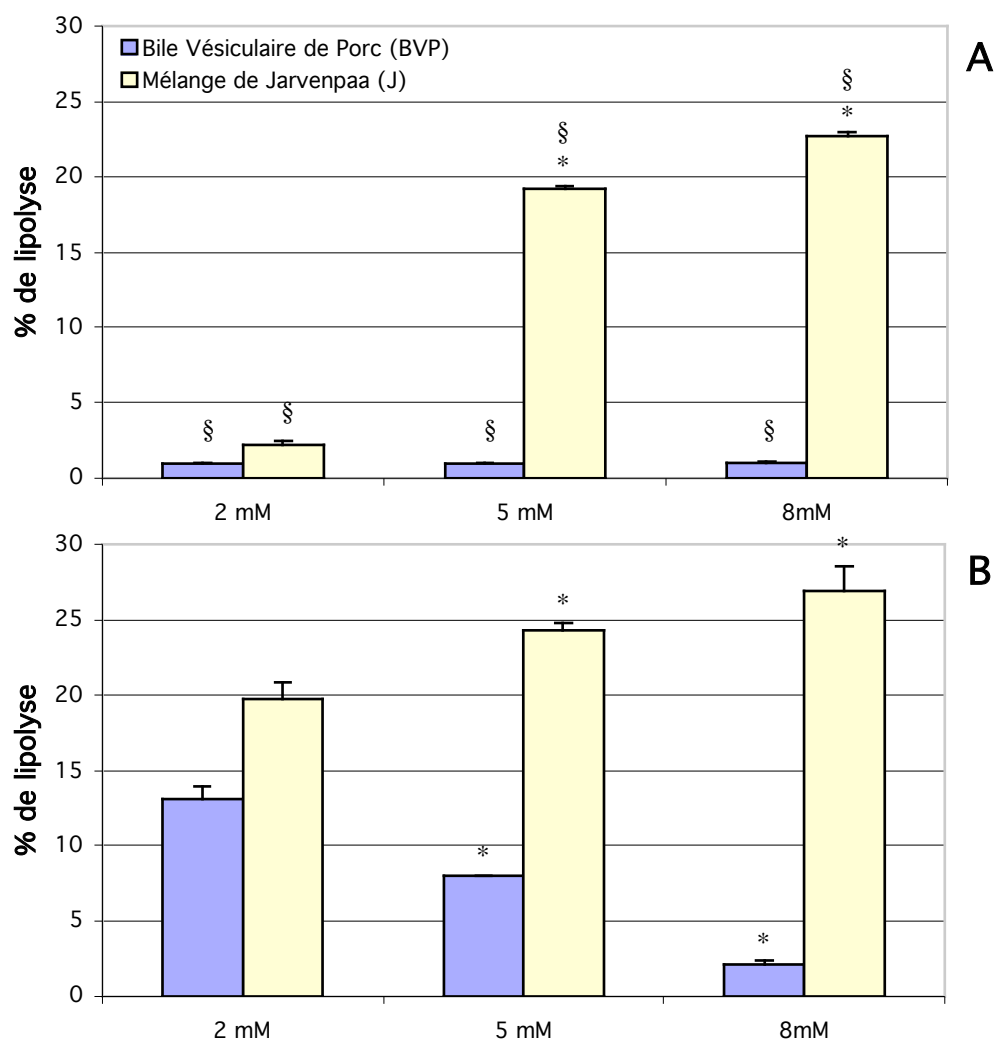 30
Bile Vésiculaire de Porc (BVP)
Mélange de Jarvenpaa (J)
A
§
25
*
§
*
20
% de lipolyse
15
10
5
§
§
§
§
0
2 mM
5 mM
8mM
30
*
B
25
*
20
% de lipolyse
15
10
*
5
*
0
2 mM
5 mM
8mM